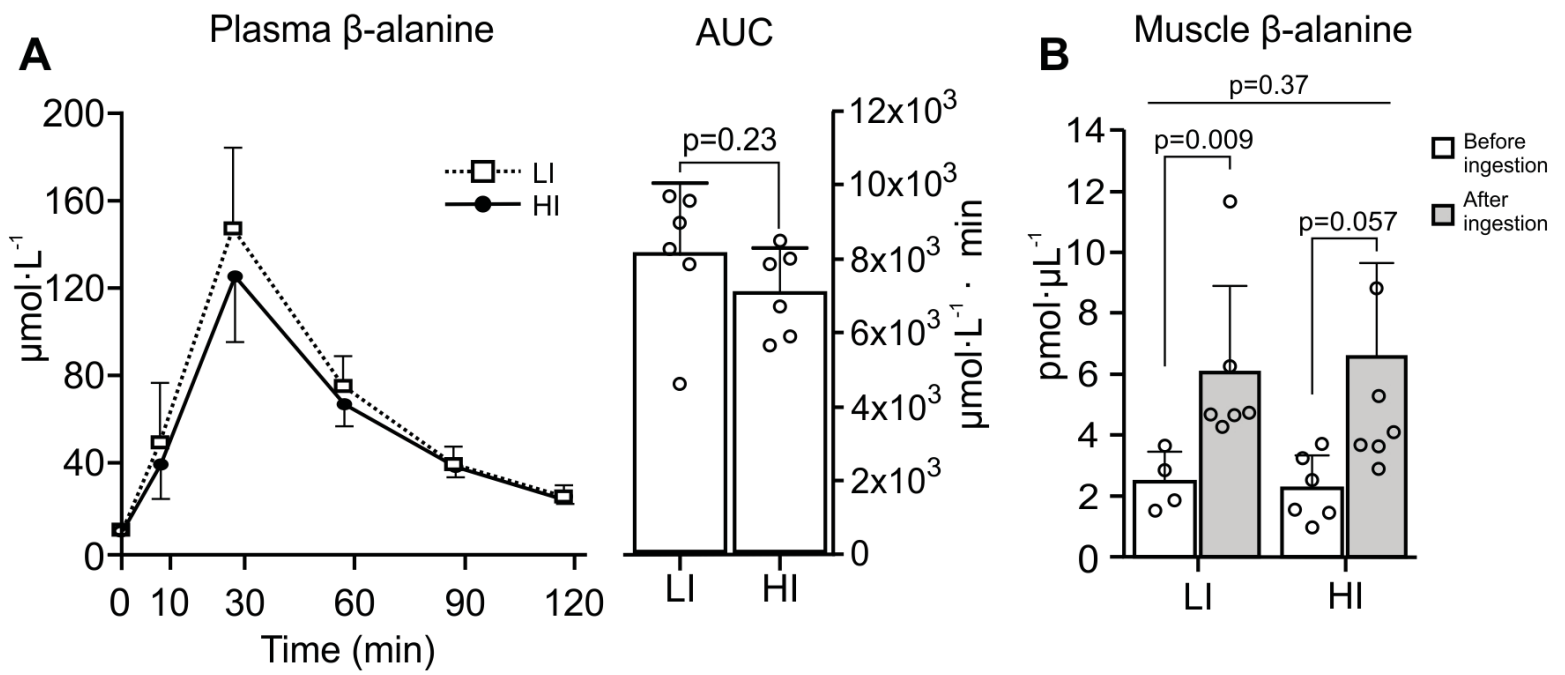 A
Plasma β-alanine
200
160
120
80
40
0
μmol·L⁻¹
0 10 30 60 90 120
Time (min)
LI
HI
AUC
p=0.23
12x10³
10x10³
8x10³
6x10³
4x10³
2x10³
0
μmol·L⁻¹ · min
LI HI
B
Muscle β-alanine
p=0.37
p=0.009
p=0.057
14
12
10
8
6
4
2
0
pmol·μL⁻¹
LI HI
Before
ingestion
After
ingestion